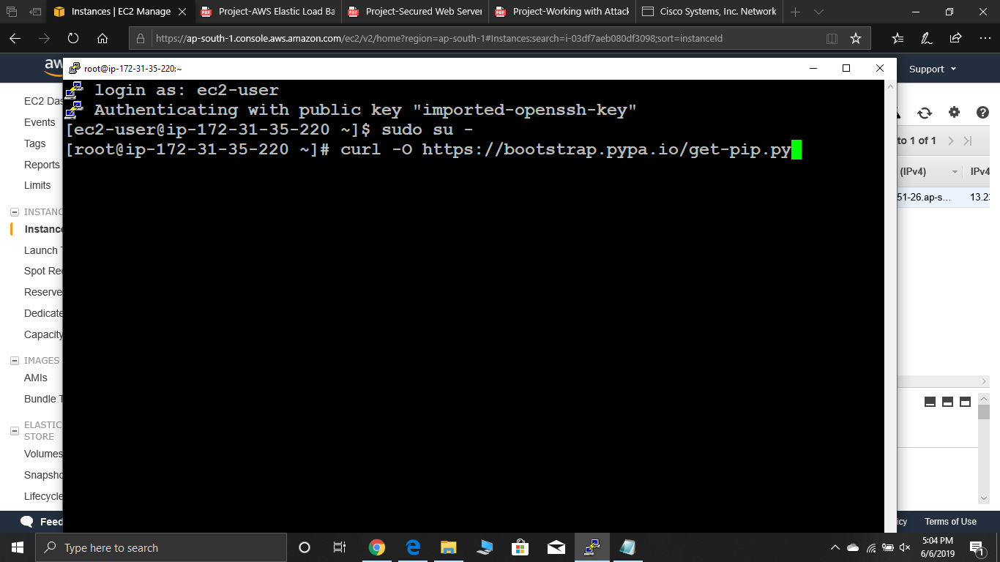 Instances | EC2 Manage
Project-AWS Elastic Load Ba
Project-Secured Web Server
Project-Working with Attack
Cisco Systems, Inc. Network
https://ap-south-1.console.aws.amazon.com/ec2/v2/home?region=ap-south-1#Instances:search=i-03df7aeb080df3098;sort=instanceId
aw
Support
root@ip-172-31-35-220:~
login as: ec2-user
Authenticating with public key "imported-openssh-key"
[ec2-user@ip-172-31-35-220 ~]$ sudo su -
[root@ip-172-31-35-220 ~]# curl -O https://bootstrap.pypa.io/get-pip.py
EC2 Das
Events
Tags
Reports
Limits
INSTANC
Instance
Launch T
Spot Req
Reserve
Dedicate
Capacity
IMAGES
AMIs
Bundle T
ELASTIC
STORE
Volumes
Snapsho
Lifecycle
to 1 of 1
(IPv4)
IPv4
51-26.ap-s...
13.23
Feed
icy
Terms of Use
Type here to search
5:04 PM
6/6/2019
1